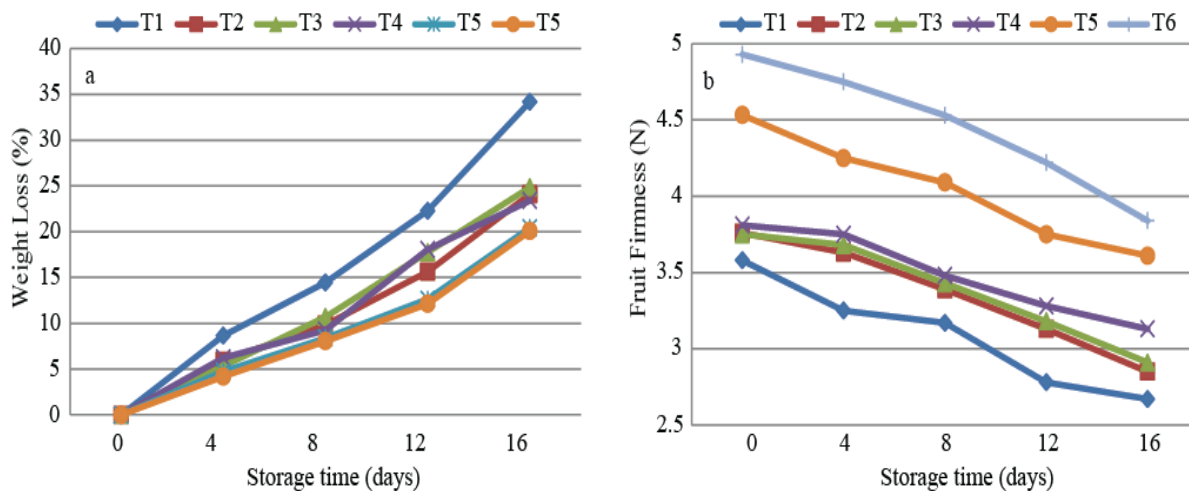 T1 T2 T3 T4 T5 T5
40
35
30
25
20
15
10
5
0
a
Weight Loss (%)
0 4 8 12 16
Storage time (days)
T1 T2 T3 T4 T5 T6
5
4.5
4
3.5
3
2.5
b
Fruit Firmness (N)
0 4 8 12 16
Storage time (days)